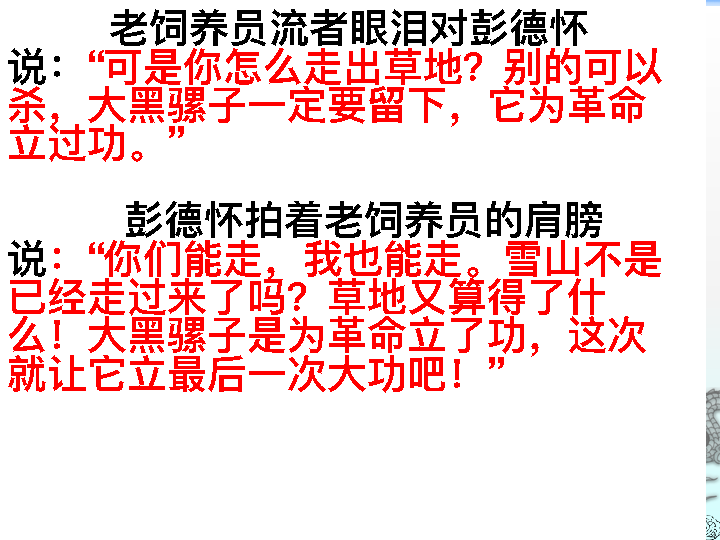 老饲养员流着眼泪对彭德怀
说：“可是你怎么走出草地？别的可以
杀，大黑骡子一定要留下，它为革命
立过功。”
彭德怀拍着老饲养员的肩膀
说：“你们能走，我也能走。雪山不是
已经走过来了吗？草地又算得了什
么！大黑骡子是为革命立了功，这次
就让它立最后一次大功吧！”